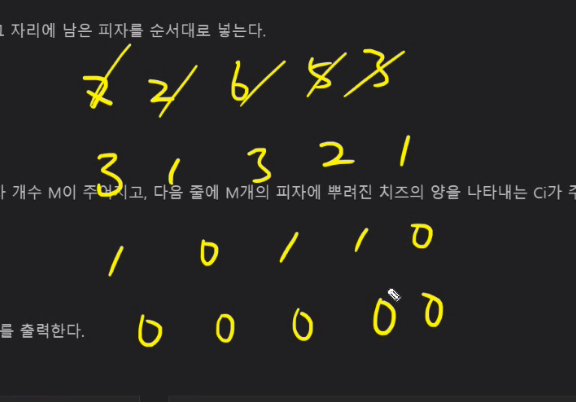 1 자리에 남은 피자를 순서대로 넣는다.
7 2 6 5 3
3 1 3 2 1
개수 M이 주어지고, 다음 줄에 M개의 피자에 뿌려진 치즈의 양을 나타내는 Ci가 주
1 0 1 1 0
0 0 0 0 0
를 출력한다.